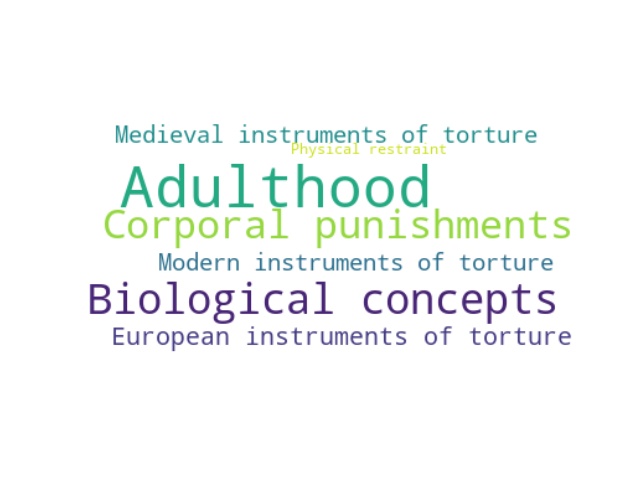 Medieval instruments of torture
Physical restraint
Adulthood
Corporal punishments
Modern instruments of torture
Biological concepts
European instruments of torture